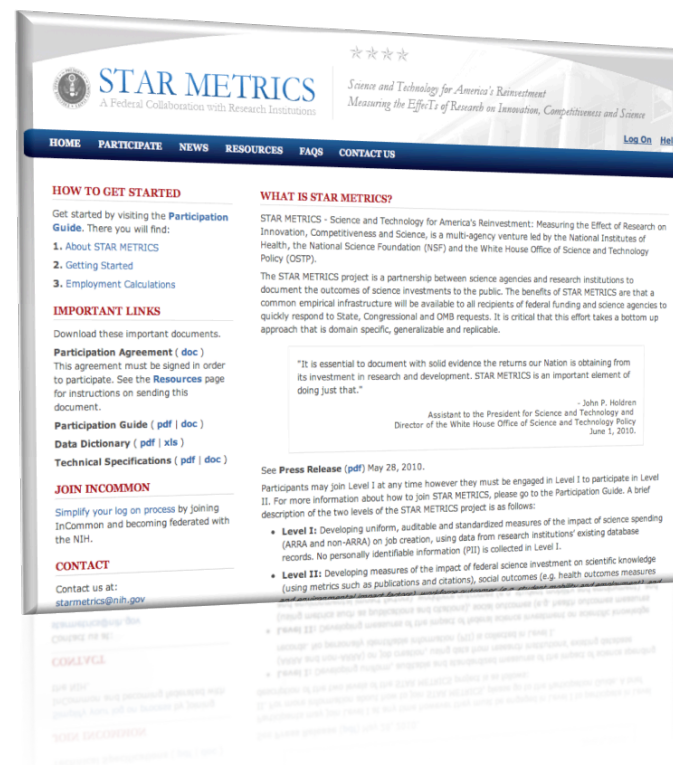 STAR METRICS
A Federal Collaboration with Research Institutions
Science and Technology for America's Reinvestment
Measuring the EffecTs of Research on Innovation, Competitiveness and Science
Log On Hel
HOME PARTICIPATE NEWS RESOURCES FAQS CONTACT US
HOW TO GET STARTED
Get started by visiting the Participation
Guide. There you will find:
1. About STAR METRICS
2. Getting Started
3. Employment Calculations
IMPORTANT LINKS
Download these important documents.
Participation Agreement ( doc )
This agreement must be signed in order
to participate. See the Resources page
for instructions on sending this
document.
Participation Guide ( pdf | doc )
Data Dictionary ( pdf | xls )
Technical Specifications ( pdf | doc )
JOIN INCOMMON
Simplify your log on process by joining
InCommon and becoming federated with
the NIH.
CONTACT
Contact us at:
starmetrics@nih.gov
WHAT IS STAR METRICS?
STAR METRICS - Science and Technology for America's Reinvestment: Measuring the Effect of Research on
Innovation, Competitiveness and Science, is a multi-agency venture led by the National Institutes of
Health, the National Science Foundation (NSF) and the White House Office of Science and Technology
Policy (OSTP).
The STAR METRICS project is a partnership between science agencies and research institutions to
document the outcomes of science investments to the public. The benefits of STAR METRICS are that a
common empirical infrastructure will be available to all recipients of federal funding and science agencies to
quickly respond to State, Congressional and OMB requests. It is critical that this effort takes a bottom up
approach that is domain specific, generalizable and replicable.
"It is essential to document with solid evidence the returns our Nation is obtaining from
its investment in research and development. STAR METRICS is an important element of
doing just that."
- John P. Holdren
Assistant to the President for Science and Technology and
Director of the White House Office of Science and Technology Policy
June 1, 2010.
See Press Release (pdf) May 28, 2010.
Participants may join Level I at any time however they must be engaged in Level I to participate in Level
II. For more information about how to join STAR METRICS, please go to the Participation Guide. A brief
description of the two levels of the STAR METRICS project is as follows:
• Level I: Developing uniform, auditable and standardized measures of the impact of science spending
(ARRA and non-ARRA) on job creation, using data from research institutions' existing database
records. No personally identifiable information (PII) is collected in Level I.
• Level II: Developing measures of the impact of federal science investment on scientific knowledge
(using metrics such as publications and citations), social outcomes (e.g. health outcomes measures